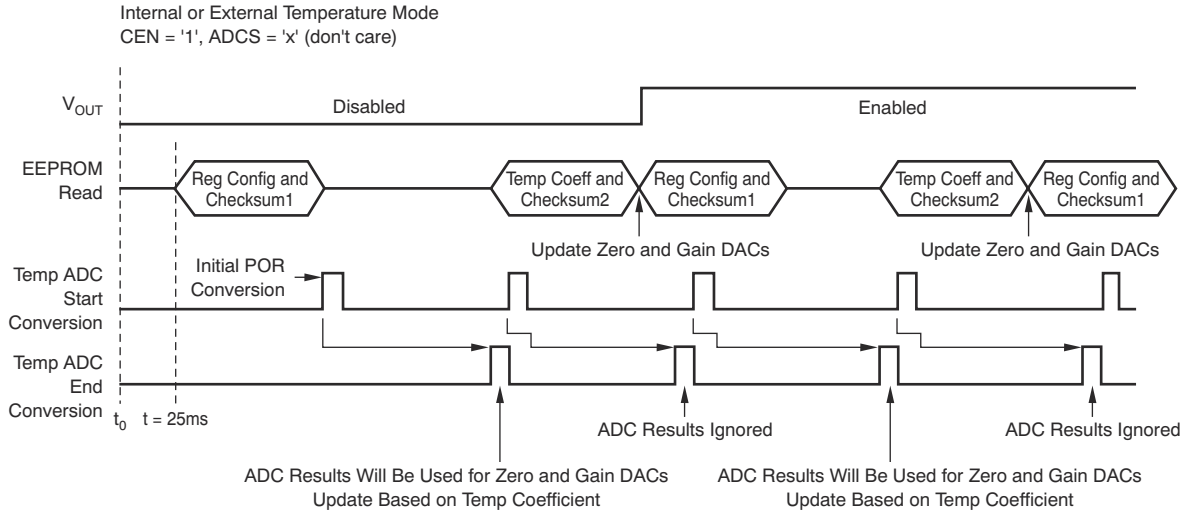 Internal or External Temperature Mode
CEN = '1', ADCS = 'x' (don't care)
VOUT
Disabled
Enabled
EEPROM
Read
Reg Config and
Checksum1
Temp Coeff and
Checksum2
Reg Config and
Checksum1
Temp Coeff and
Checksum2
Reg Config and
Checksum1
Update Zero and Gain DACs
Update Zero and Gain DACs
Temp ADC
Start
Conversion
Initial POR
Conversion
Temp ADC
End
Conversion
t0
t = 25ms
ADC Results Ignored
ADC Results Ignored
ADC Results Will Be Used for Zero and Gain DACs
Update Based on Temp Coefficient
ADC Results Will Be Used for Zero and Gain DACs
Update Based on Temp Coefficient